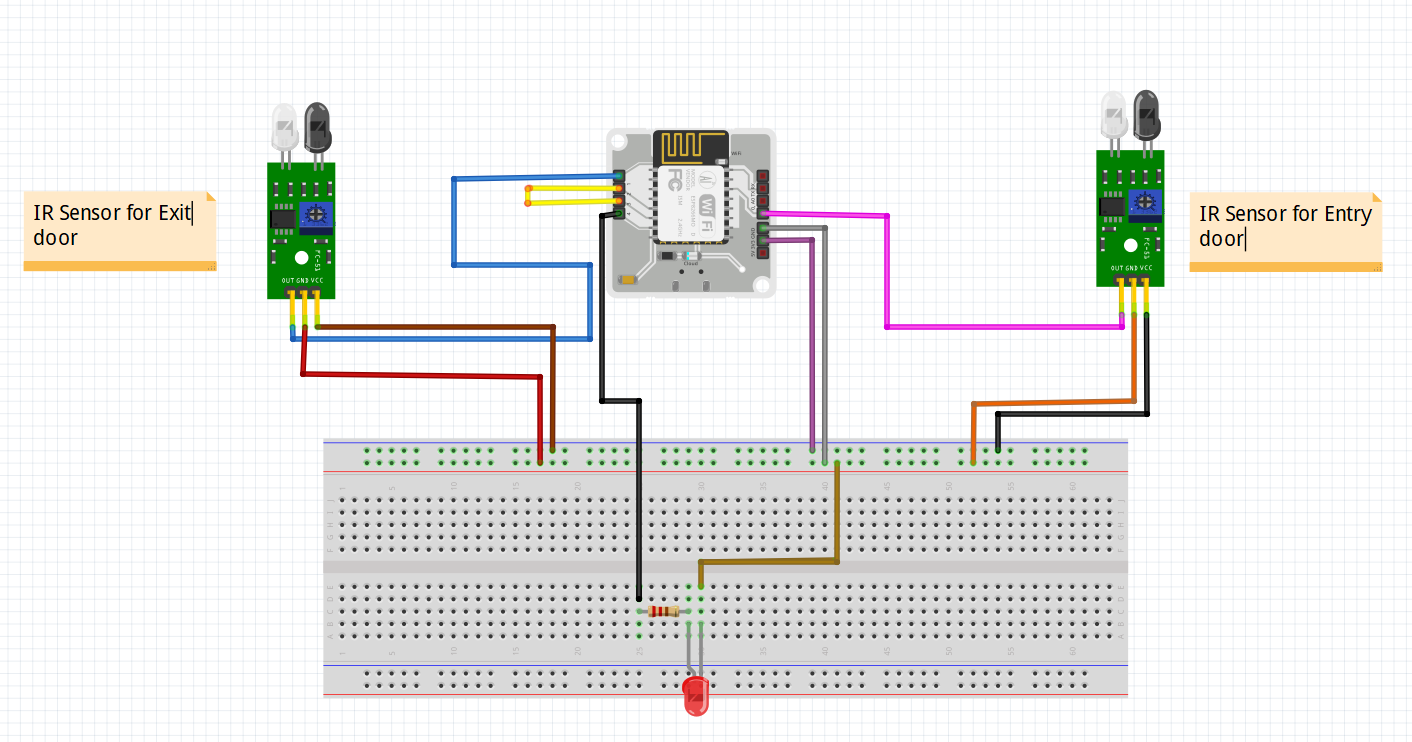 IR Sensor for Exit
door
IR Sensor for Entry
door
OUT GND VCC
FC-51
OUT GND VCC
FC-51
WiFi
FC
WiFi
Cloud
1 5 10 15 20 25 30 35 40 45 50 55 60
J J
I I
H H
G G
F F
E E
D D
C C
B B
A A
1 5 10 15 20 25 30 35 40 45 50 55 60